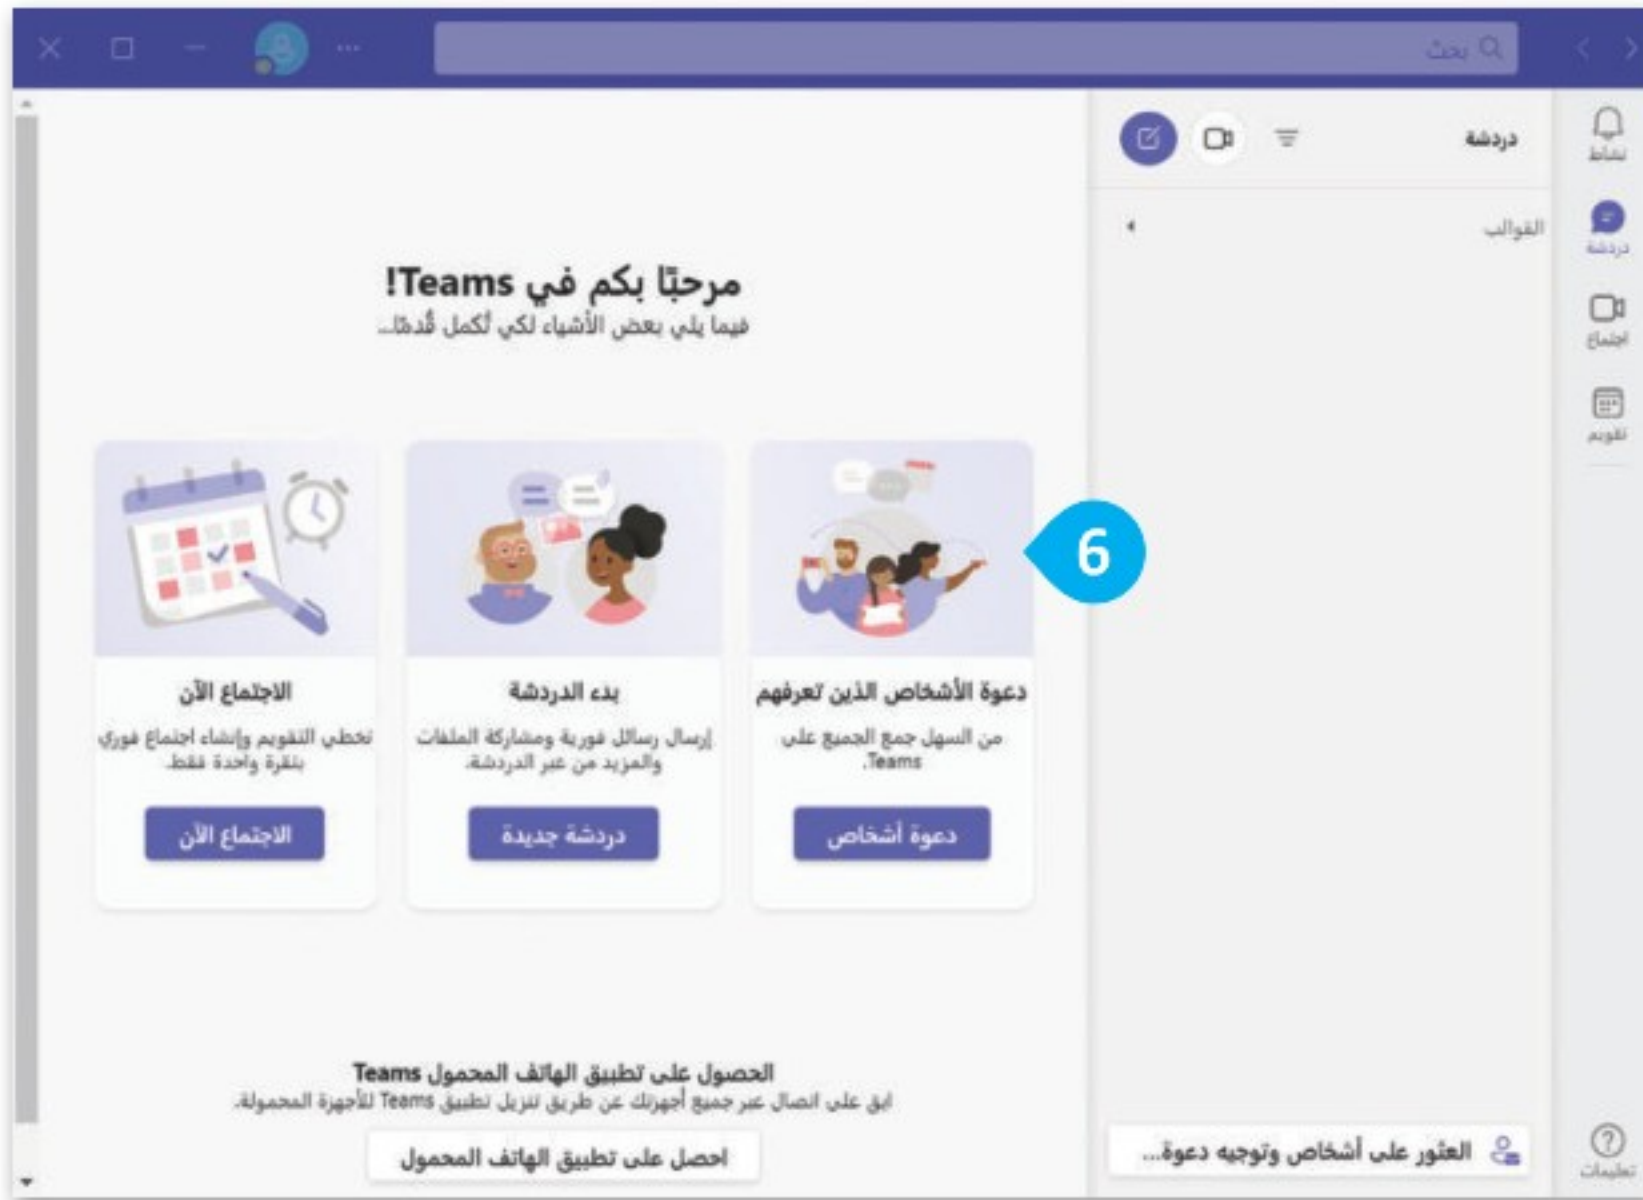 بحث
نشاط
دردشة
اجتماع
تقويم
تعليمات
دردشة
القوالب
العثور على أشخاص وتوجيه دعوة...
مرحبًا بكم في Teams!
فيما يلي بعض الأشياء لكي تُكمل قُدمًا...
6
دعوة الأشخاص الذين تعرفهم
من السهل جمع الجميع على
Teams.
دعوة أشخاص
بدء الدردشة
إرسال رسائل فورية ومشاركة الملفات
والمزيد من عبر الدردشة.
دردشة جديدة
الاجتماع الآن
تخطي التقويم وإنشاء اجتماع فوري
بنقرة واحدة فقط.
الاجتماع الآن
الحصول على تطبيق الهاتف المحمول Teams
ابق على اتصال عبر جميع أجهزتك عن طريق تنزيل تطبيق Teams للأجهزة المحمولة.
احصل على تطبيق الهاتف المحمول